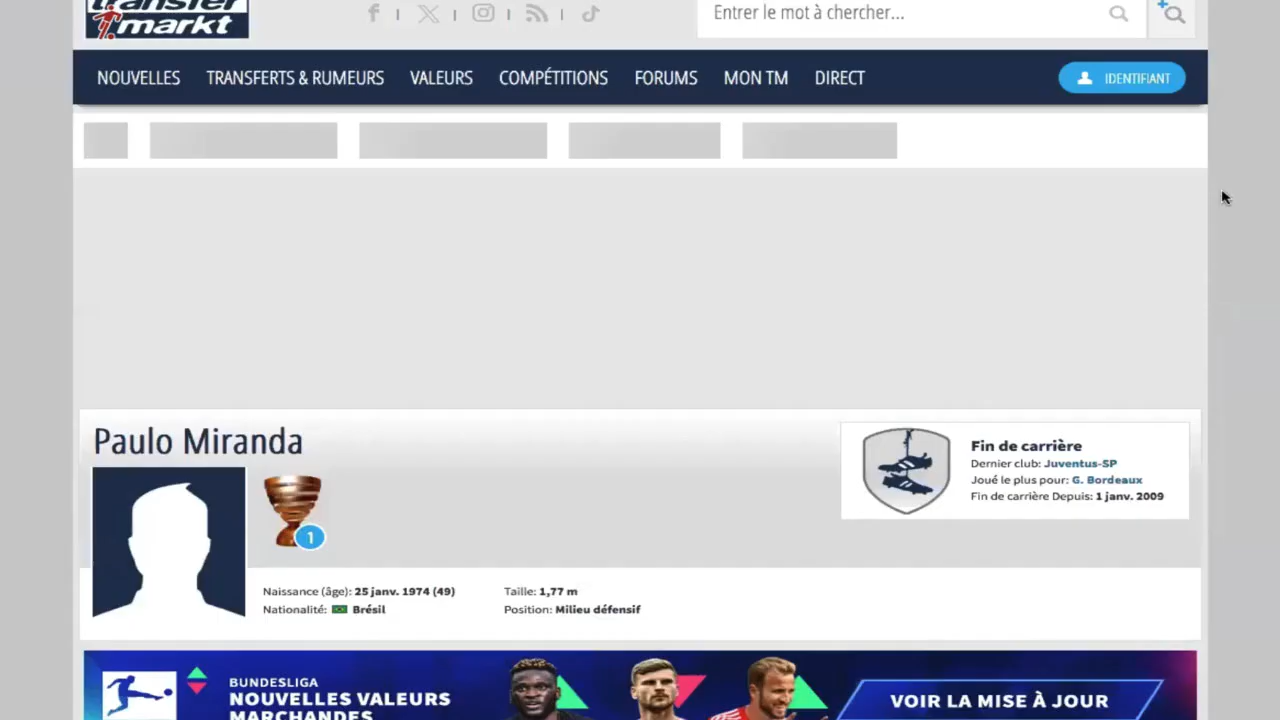 transfer
markt
Entrer le mot à chercher...
NOUVELLES TRANSFERTS & RUMEURS VALEURS COMPÉTITIONS FORUMS MON TM DIRECT IDENTIFIANT
Paulo Miranda
1
Fin de carrière
Dernier club: Juventus-SP
Joué le plus pour: G. Bordeaux
Fin de carrière Depuis: 1 janv. 2009
Naissance (âge): 25 janv. 1974 (49) Taille: 1,77 m
Nationalité: Brésil Position: Milieu défensif
BUNDESLIGA
NOUVELLES VALEURS
MARCHANDES
VOIR LA MISE À JOUR